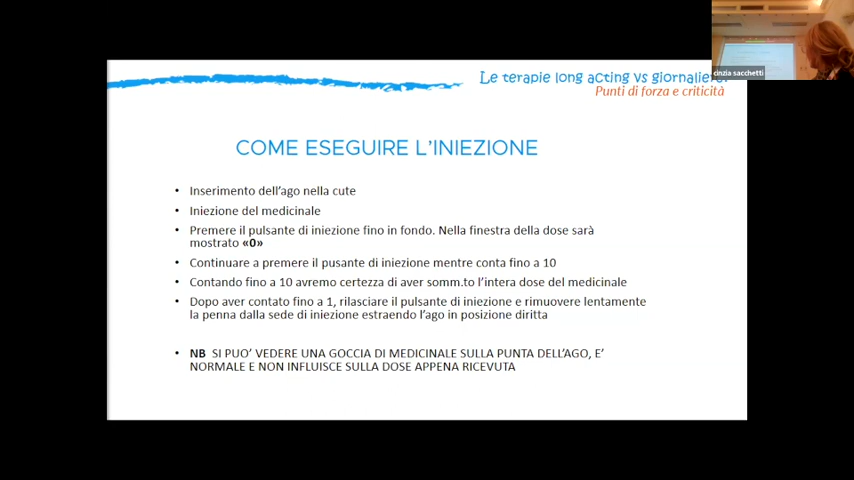 cinzia sacchetti
Le terapie long acting vs giornaliere:
Punti di forza e criticità
COME ESEGUIRE L'INIEZIONE
• Inserimento dell'ago nella cute
• Iniezione del medicinale
• Premere il pulsante di iniezione fino in fondo. Nella finestra della dose sarà
mostrato «0»
• Continuare a premere il pusante di iniezione mentre conta fino a 10
• Contando fino a 10 avremo certezza di aver somm.to l'intera dose del medicinale
• Dopo aver contato fino a 1, rilasciare il pulsante di iniezione e rimuovere lentamente
la penna dalla sede di iniezione estraendo l'ago in posizione diritta
• NB SI PUO' VEDERE UNA GOCCIA DI MEDICINALE SULLA PUNTA DELL'AGO, E'
NORMALE E NON INFLUISCE SULLA DOSE APPENA RICEVUTA